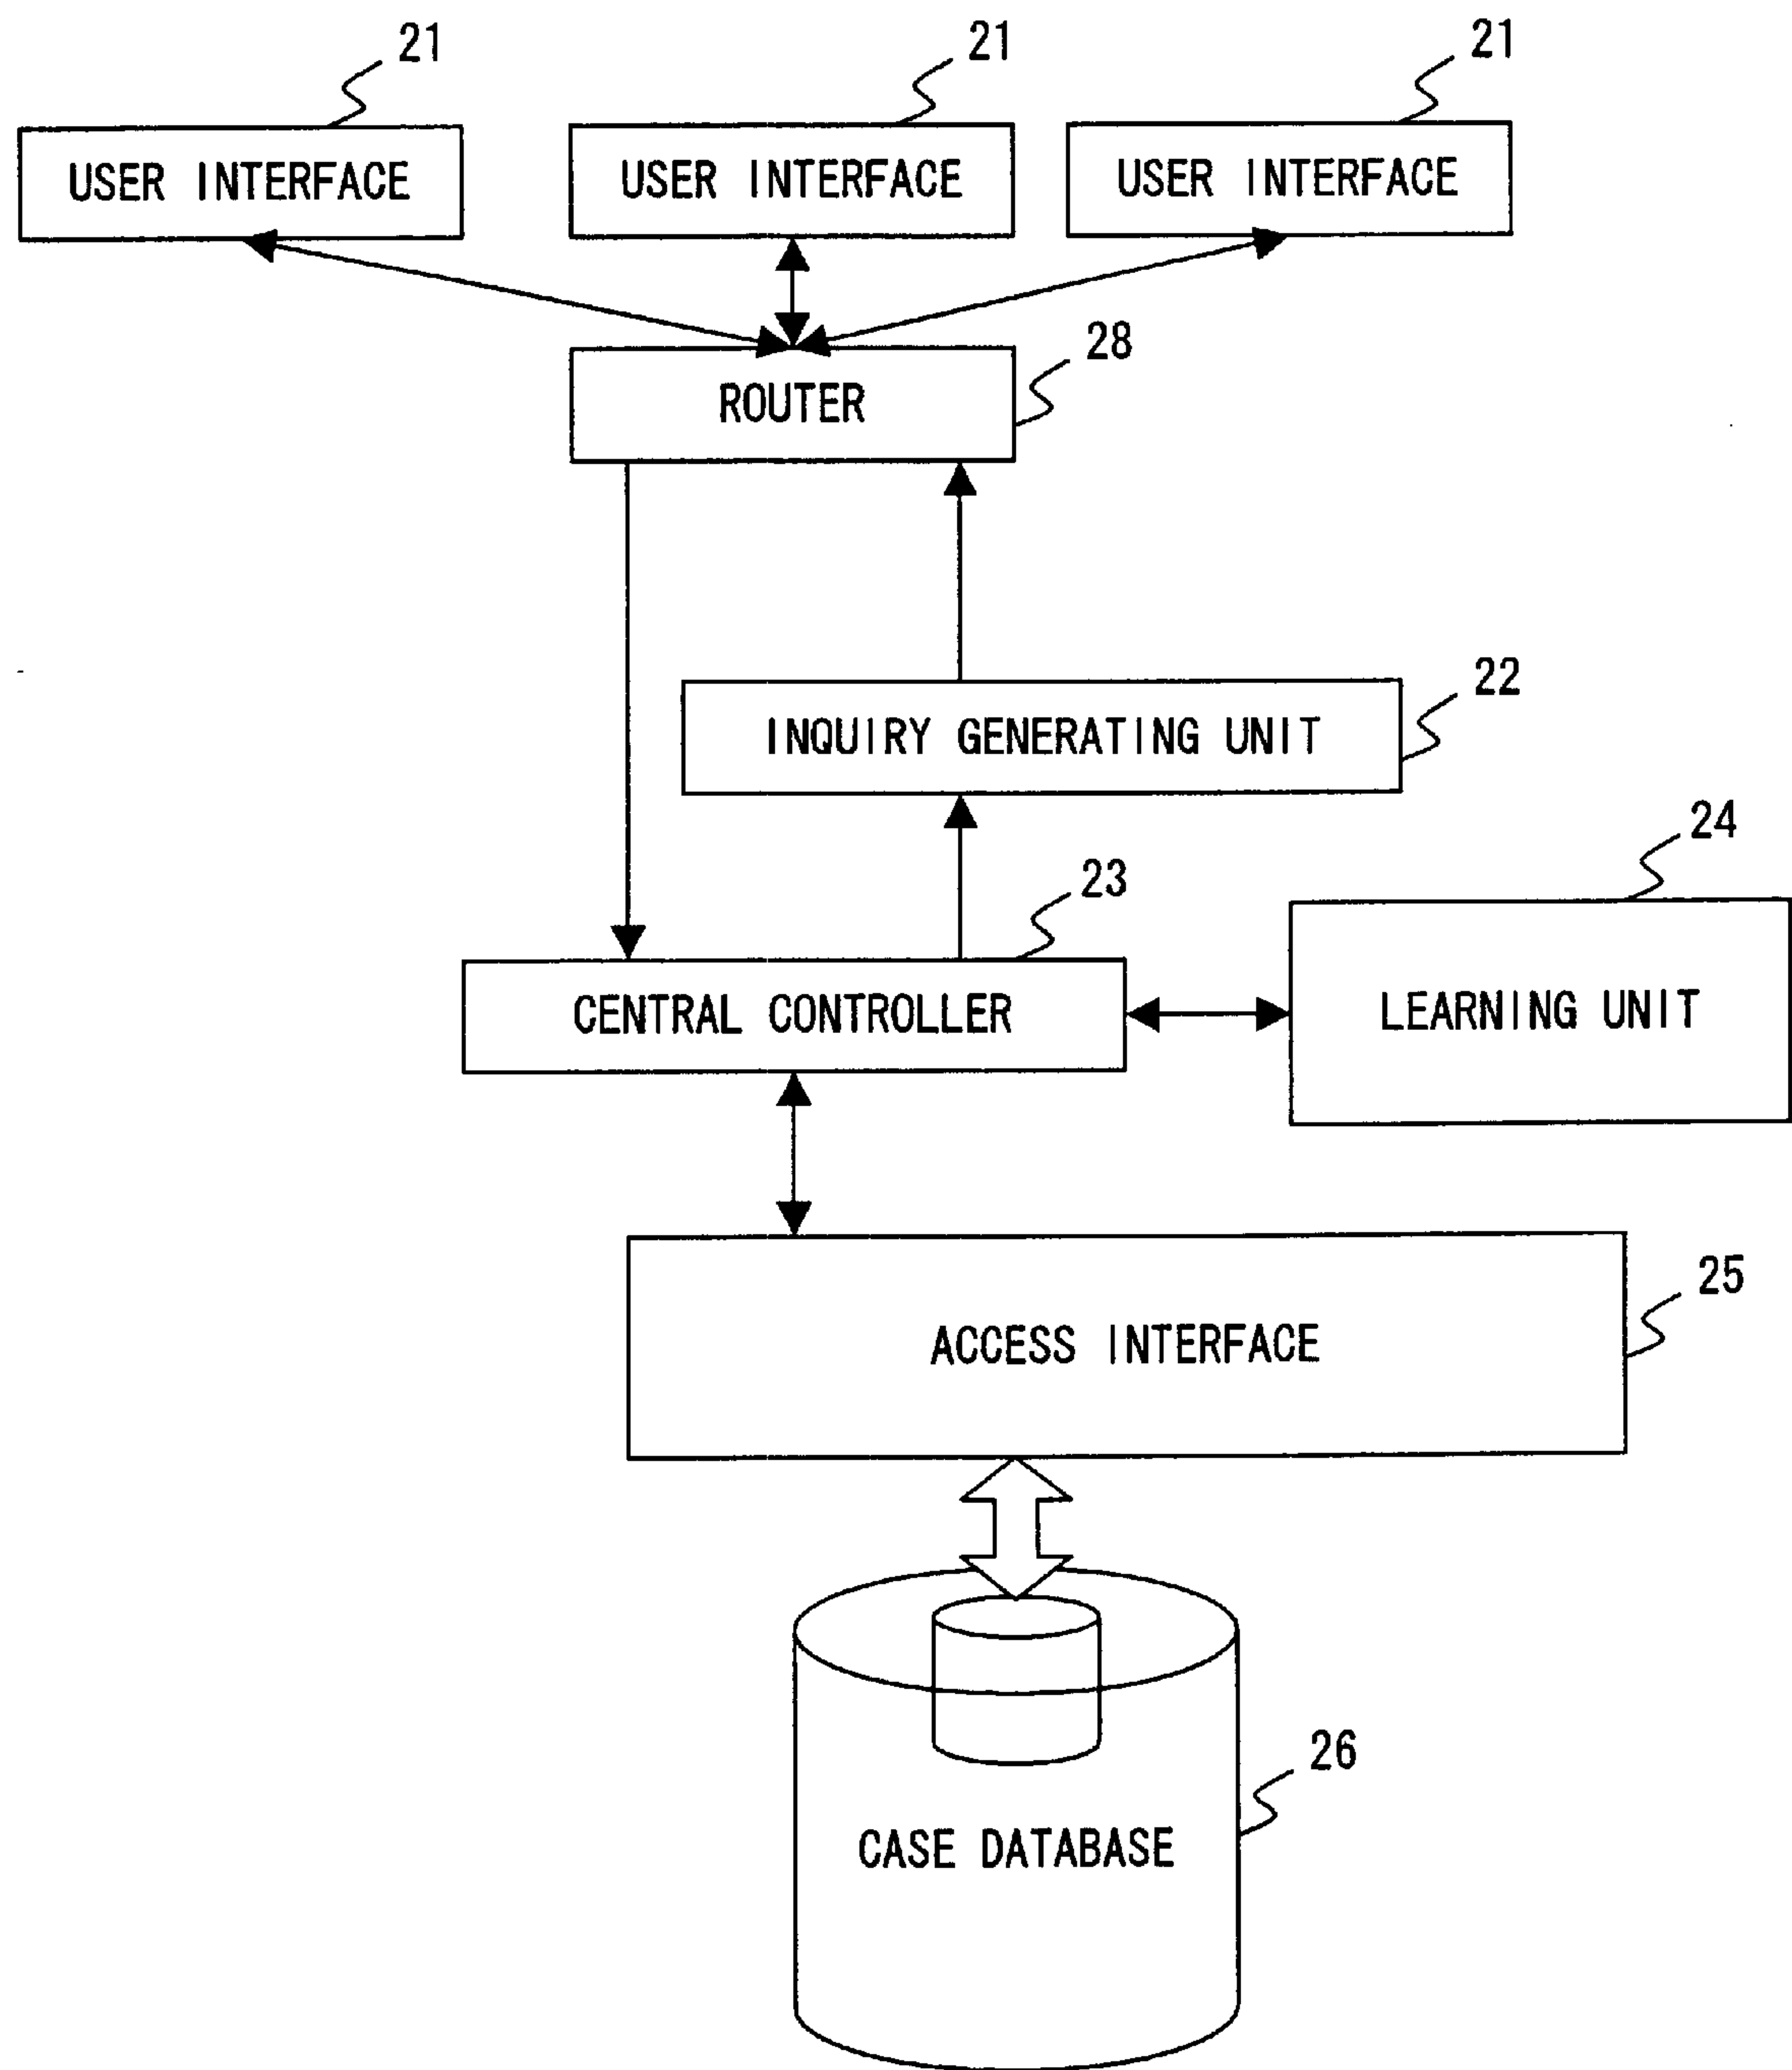 21
21
21
USER INTERFACE
USER INTERFACE
USER INTERFACE
28
ROUTER
22
INQUIRY GENERATING UNIT
24
23
CENTRAL CONTROLLER
LEARNING UNIT
25
ACCESS INTERFACE
26
CASE DATABASE